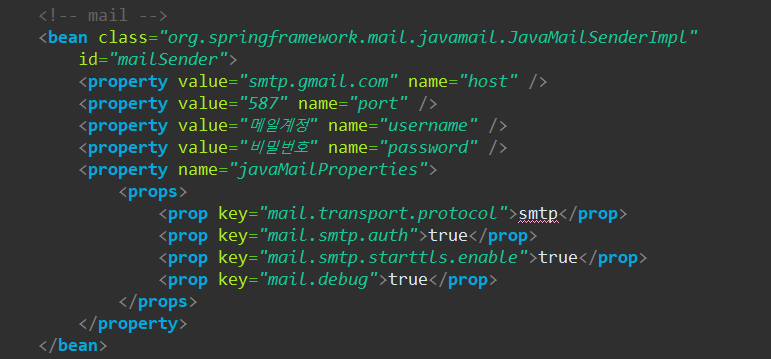 <!-- mail -->
<bean class="org.springframework.mail.javamail.JavaMailSenderImpl"
id="mailSender">
<property value="smtp.gmail.com" name="host" />
<property value="587" name="port" />
<property value="메일계정" name="username" />
<property value="비밀번호" name="password" />
<property name="javaMailProperties">
<props>
<prop key="mail.transport.protocol">smtp</prop>
<prop key="mail.smtp.auth">true</prop>
<prop key="mail.smtp.starttls.enable">true</prop>
<prop key="mail.debug">true</prop>
</props>
</property>
</bean>